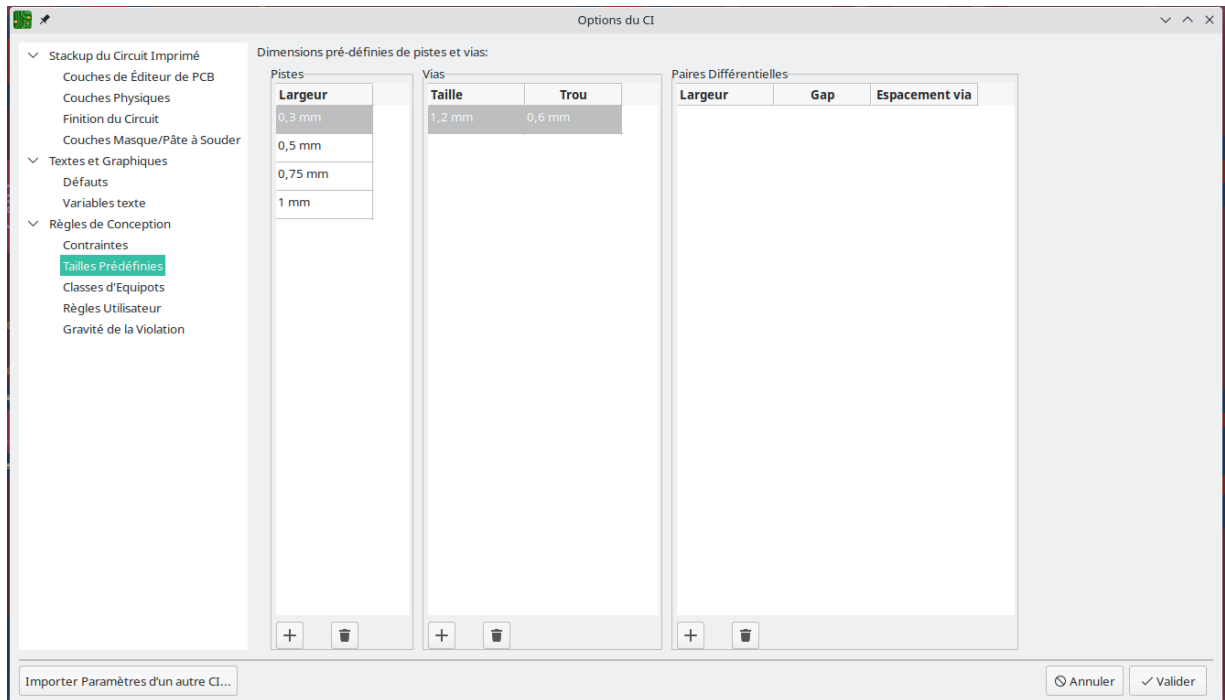 Options du CI
Stackup du Circuit Imprimé
Couches de Éditeur de PCB
Couches Physiques
Finition du Circuit
Couches Masque/Pâte à Souder
Textes et Graphiques
Défauts
Variables texte
Règles de Conception
Contraintes
Tailles Prédéfinies
Classes d'Equipots
Règles Utilisateur
Gravité de la Violation
Dimensions pré-définies de pistes et vias:
Pistes
Largeur
0,3 mm
0,5 mm
0,75 mm
1 mm
Vias
Taille Trou
1,2 mm 0,6 mm
Paires Différentielles
Largeur Gap Espacement via
Importer Paramètres d'un autre CI...
Annuler
Valider